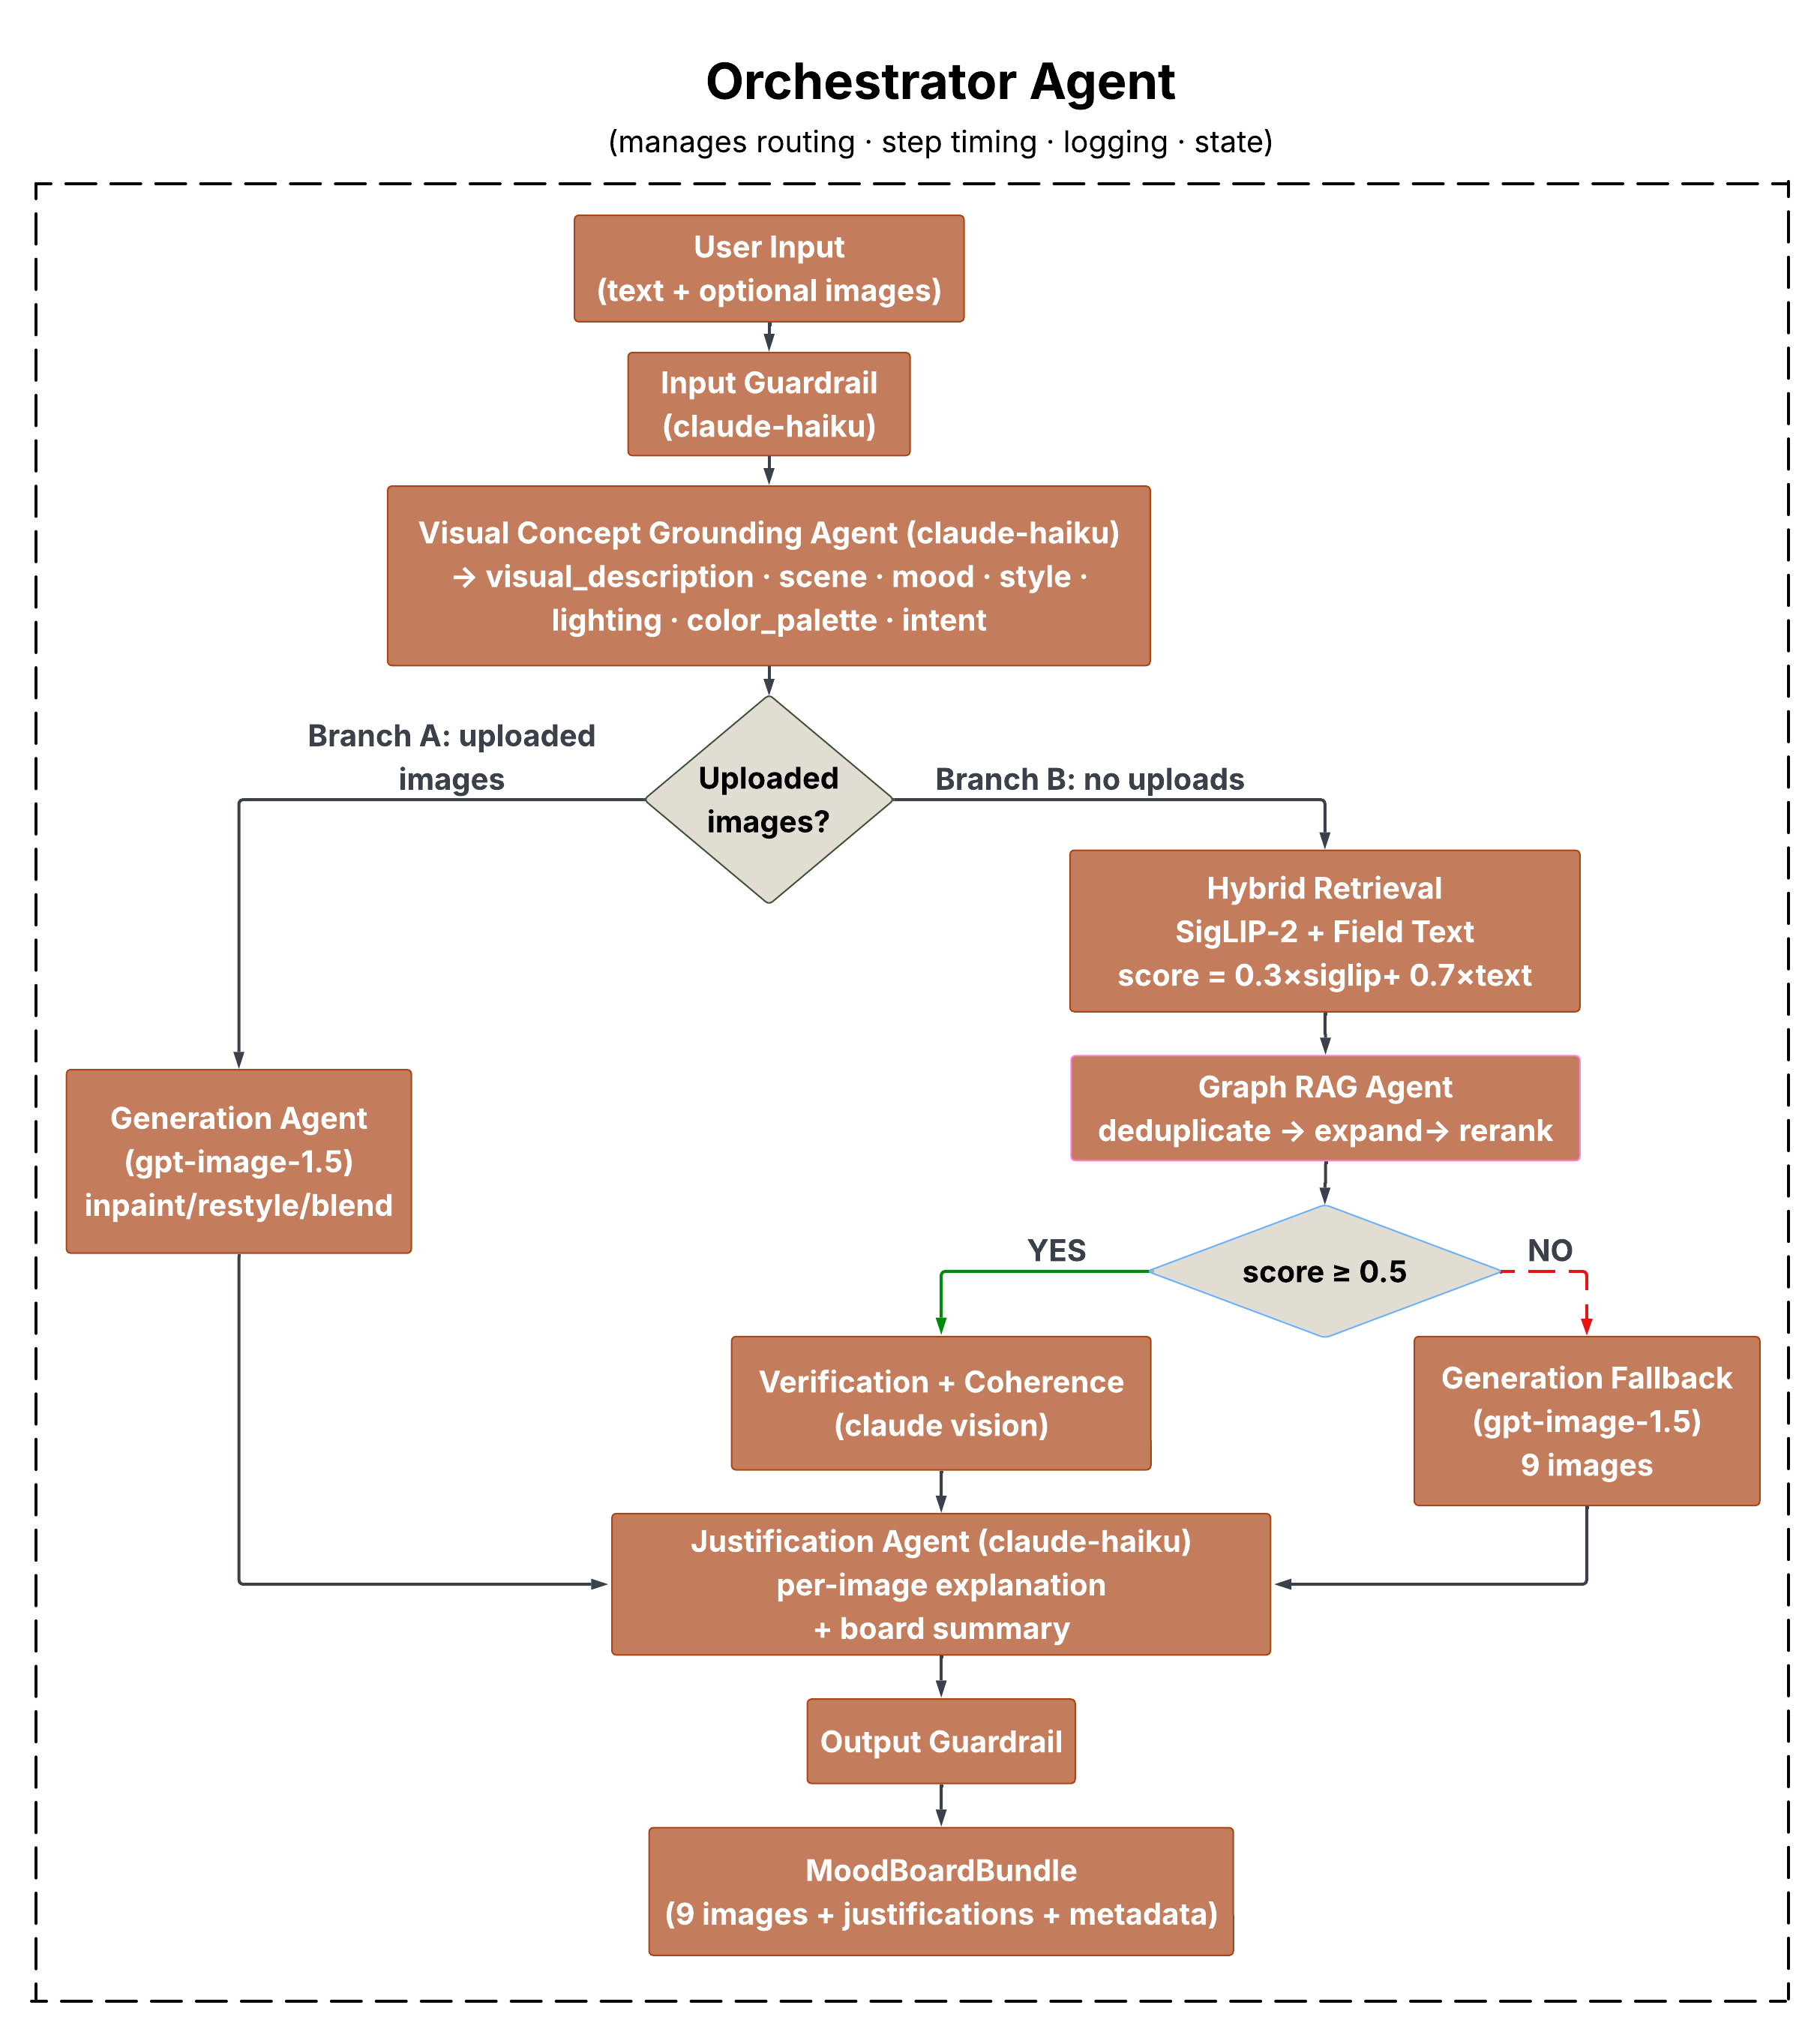 Orchestrator Agent
(manages routing · step timing · logging · state)
User Input
(text + optional images)
Input Guardrail
(claude-haiku)
Visual Concept Grounding Agent (claude-haiku)
→ visual_description · scene · mood · style ·
lighting · color_palette · intent
Uploaded
images?
Branch A: uploaded
images
Branch B: no uploads
Generation Agent
(gpt-image-1.5)
inpaint/restyle/blend
Hybrid Retrieval
SigLIP-2 + Field Text
score = 0.3×siglip+ 0.7×text
Graph RAG Agent
deduplicate → expand→ rerank
score ≥ 0.5
YES
NO
Verification + Coherence
(claude vision)
Generation Fallback
(gpt-image-1.5)
9 images
Justification Agent (claude-haiku)
per-image explanation
+ board summary
Output Guardrail
MoodBoardBundle
(9 images + justifications + metadata)